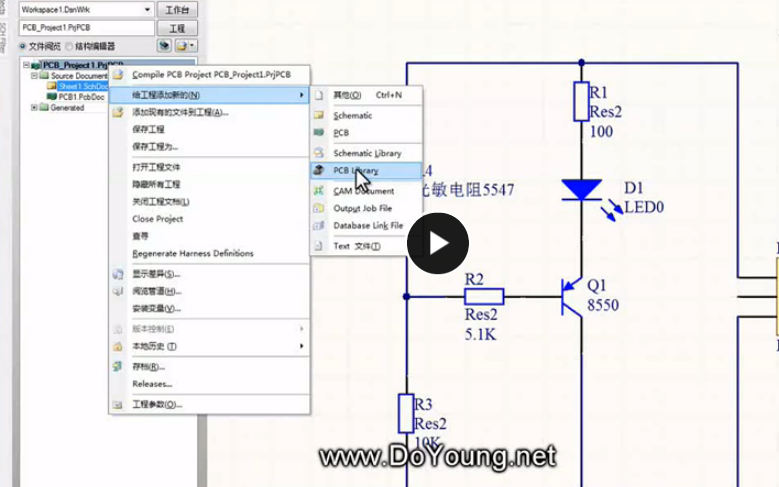 Workspace1.DsnWrk
工作台
PCB_Project1.PrjPCB
工程
文件阅览 结构编辑器
PCB_Project1.PrjPCB
Source Document
Sheet1.SchDoc
PCB1.PcbDoc
Generated
Compile PCB Project PCB_Project1.PrjPCB
给工程添加新的(N)
添加现有的文件到工程(A)...
保存工程
保存工程为...
打开工程文件
隐藏所有工程
关闭工程文档(L)
Close Project
查寻
Regenerate Harness Definitions
显示差异(S)...
阅览管道(H)...
安装变量(V)...
版本控制(E)
本地历史 (T)
存档(R)...
Releases...
工程参数(O)...
其他(O) Ctrl+N
Schematic
PCB
Schematic Library
PCB Library
CAM Document
Output Job File
Database Link File
Text 文件(T)
.4
光敏电阻5547
R1
Res2
100
D1
LED0
R2
Res2
5.1K
Q1
8550
R3
Res2
10K
www.DoYoung.net